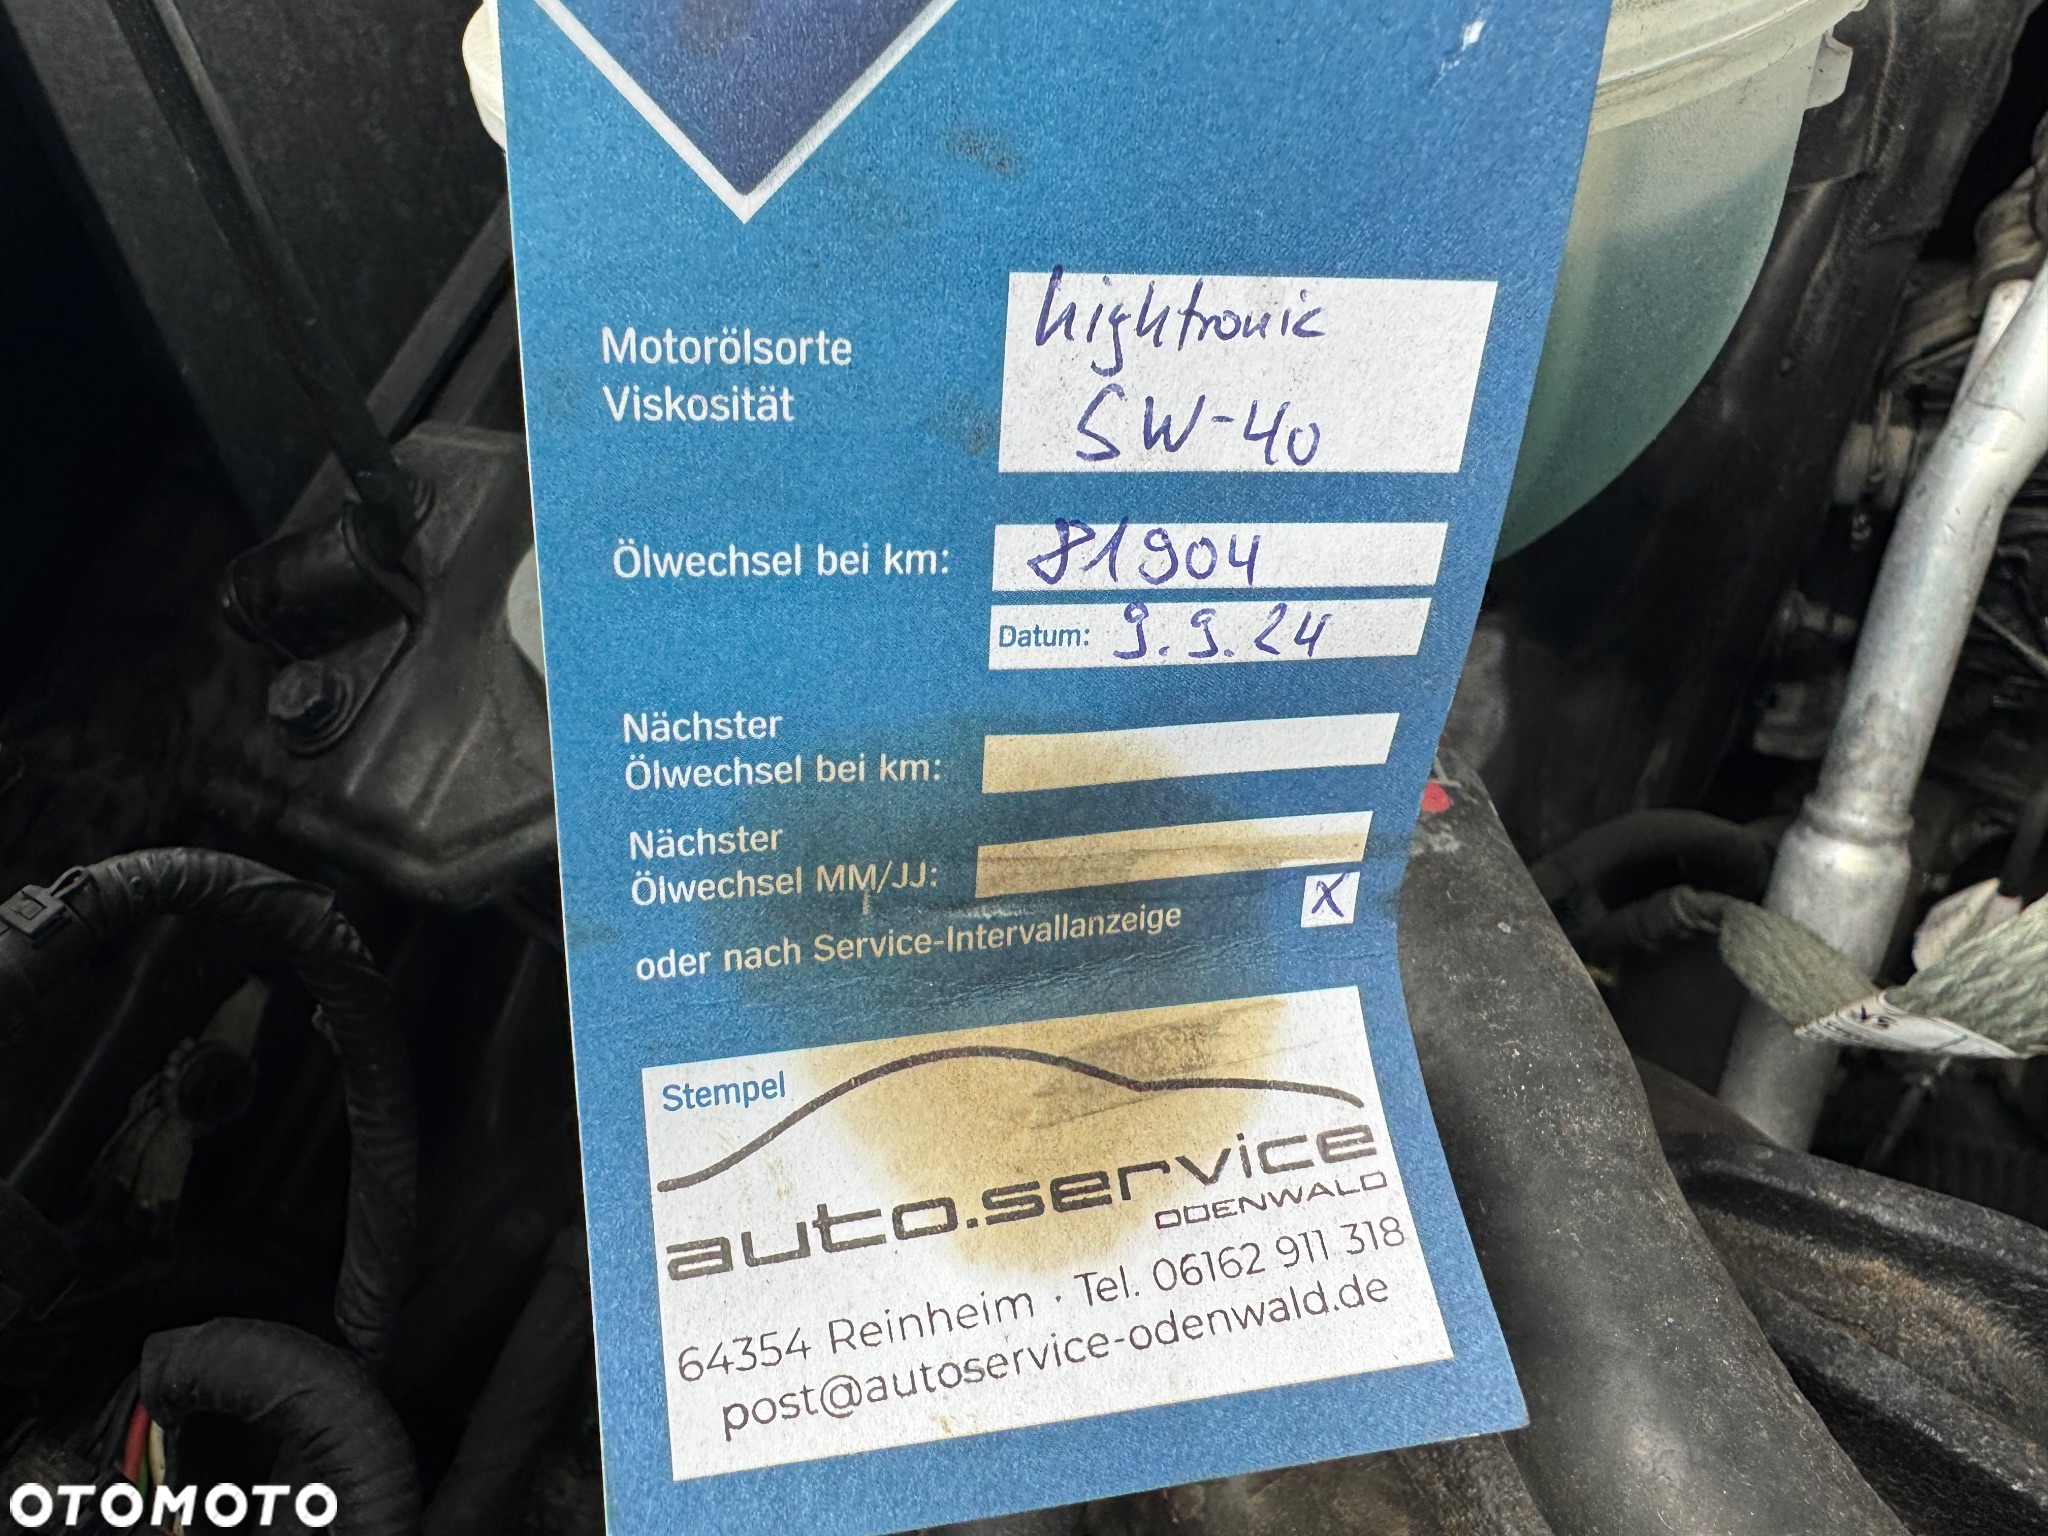 Motorölsorte
Viskosität
hightronic
5W-40
Ölwechsel bei km:
81904
Datum: 9.9.24
Nächster
Ölwechsel bei km:
Nächster
Ölwechsel MM/JJ:
oder nach Service-Intervallanzeige X
Stempel
auto.service
ODENWALD
64354 Reinheim · Tel. 06162 911 318
post@autoservice-odenwald.de
OTOMOTO